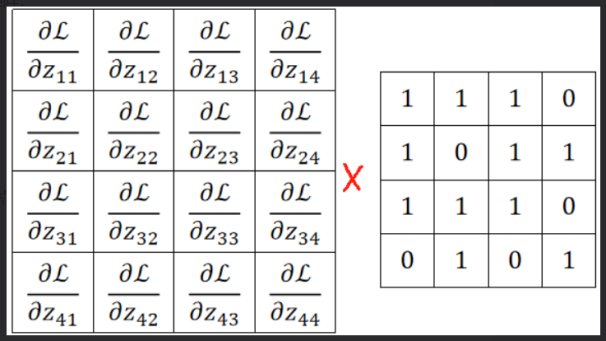 ∂ℒ/∂z₁₁ ∂ℒ/∂z₁₂ ∂ℒ/∂z₁₃ ∂ℒ/∂z₁₄
∂ℒ/∂z₂₁ ∂ℒ/∂z₂₂ ∂ℒ/∂z₂₃ ∂ℒ/∂z₂₄
∂ℒ/∂z₃₁ ∂ℒ/∂z₃₂ ∂ℒ/∂z₃₃ ∂ℒ/∂z₃₄
∂ℒ/∂z₄₁ ∂ℒ/∂z₄₂ ∂ℒ/∂z₄₃ ∂ℒ/∂z₄₄
X
1 1 1 0
1 0 1 1
1 1 1 0
0 1 0 1